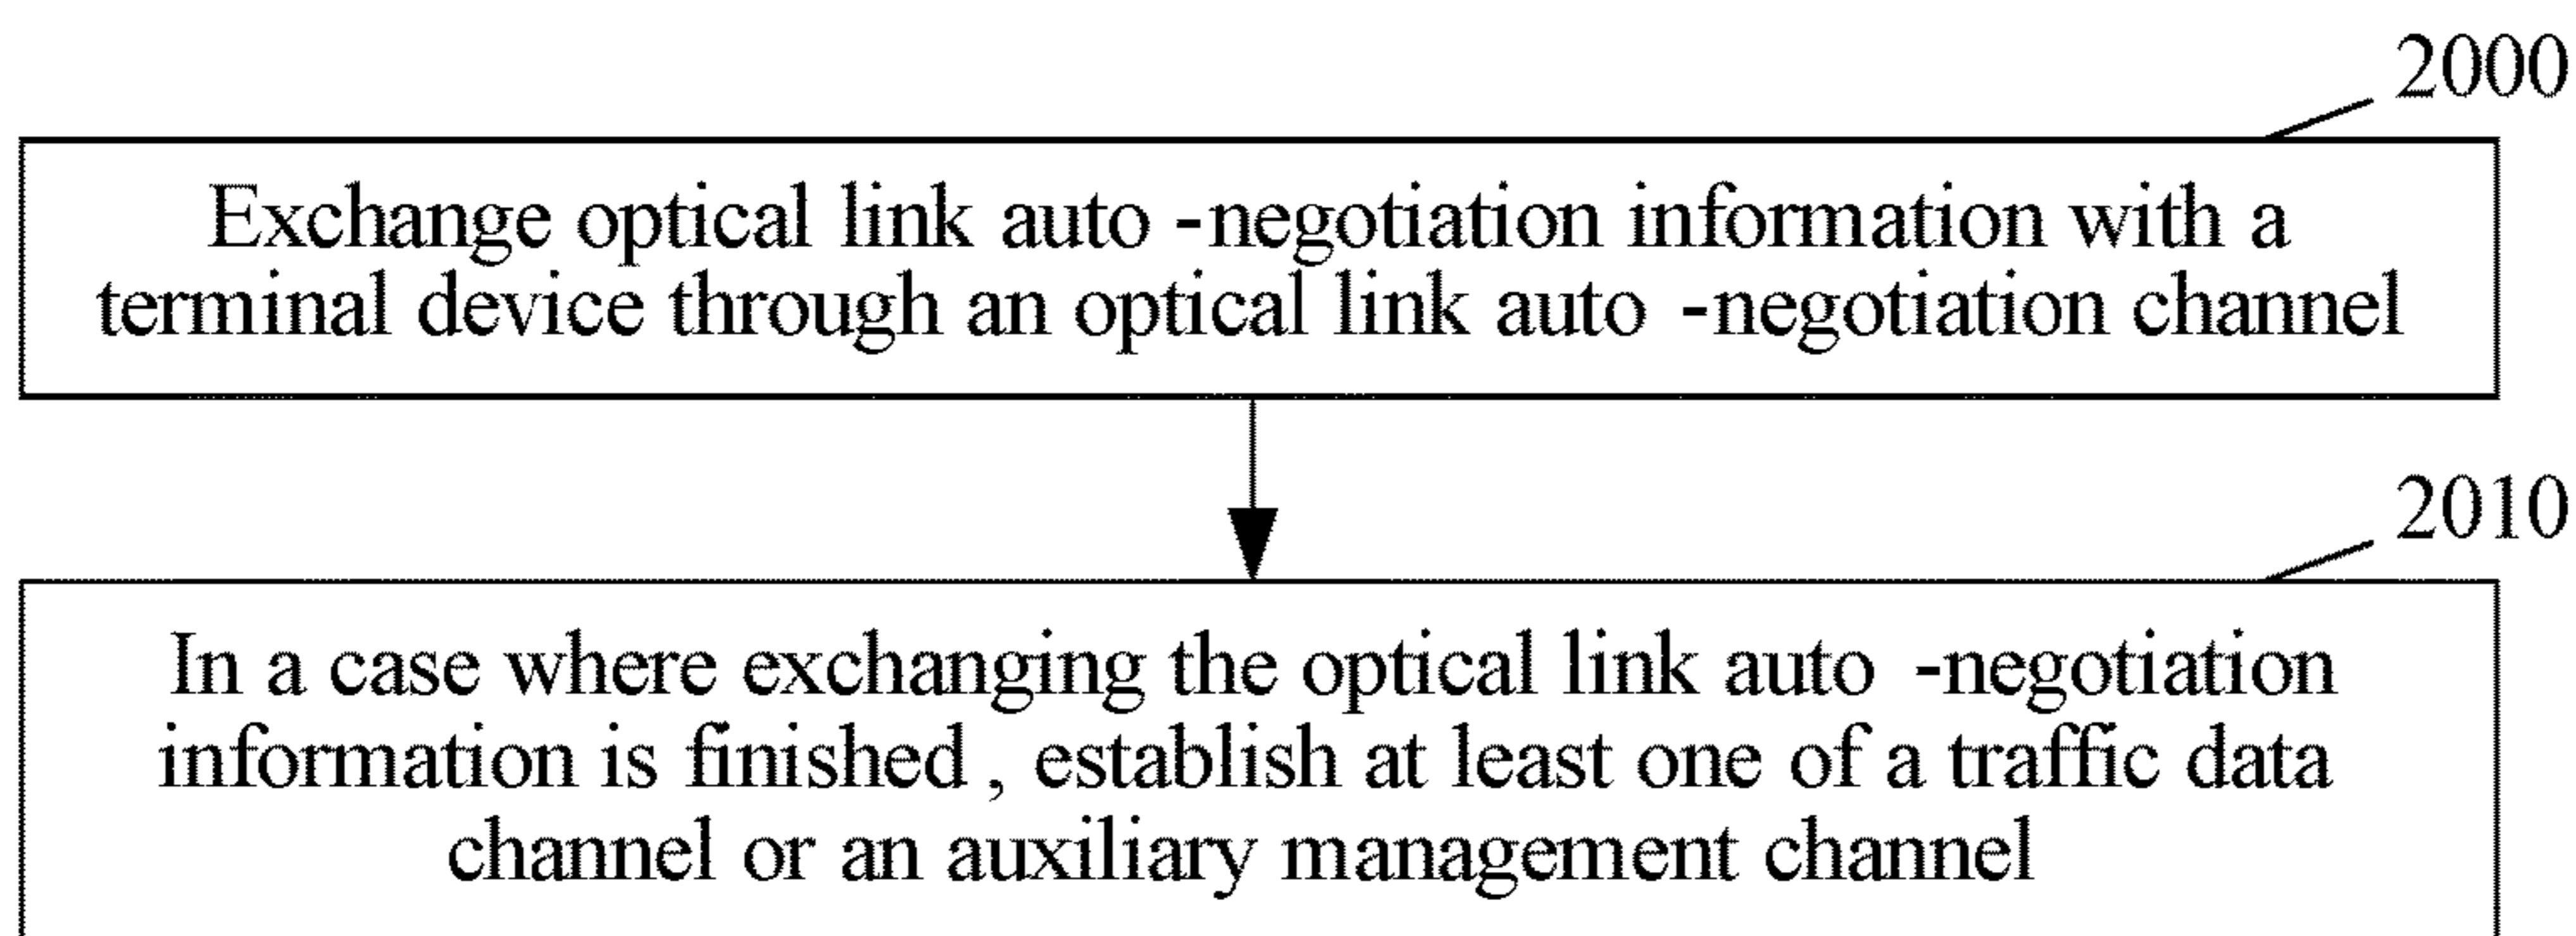 2000
Exchange optical link auto -negotiation information with a
terminal device through an optical link auto -negotiation channel
2010
In a case where exchanging the optical link auto -negotiation
information is finished , establish at least one of a traffic data
channel or an auxiliary management channel